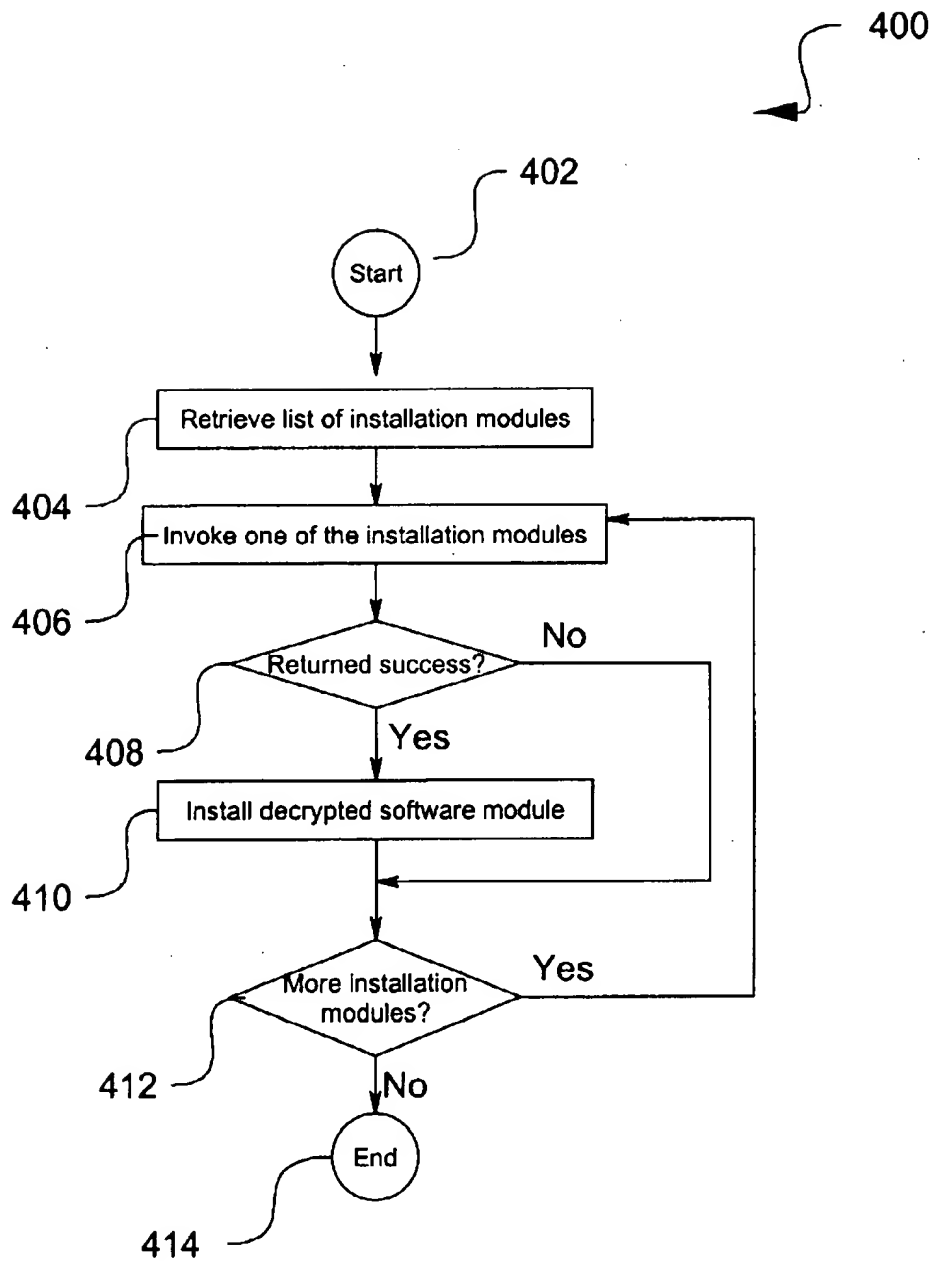 400
402
Start
Retrieve list of installation modules
404
Invoke one of the installation modules
406
No
Returned success?
408
Yes
Install decrypted software module
410
Yes
More installation
modules?
412
No
End
414